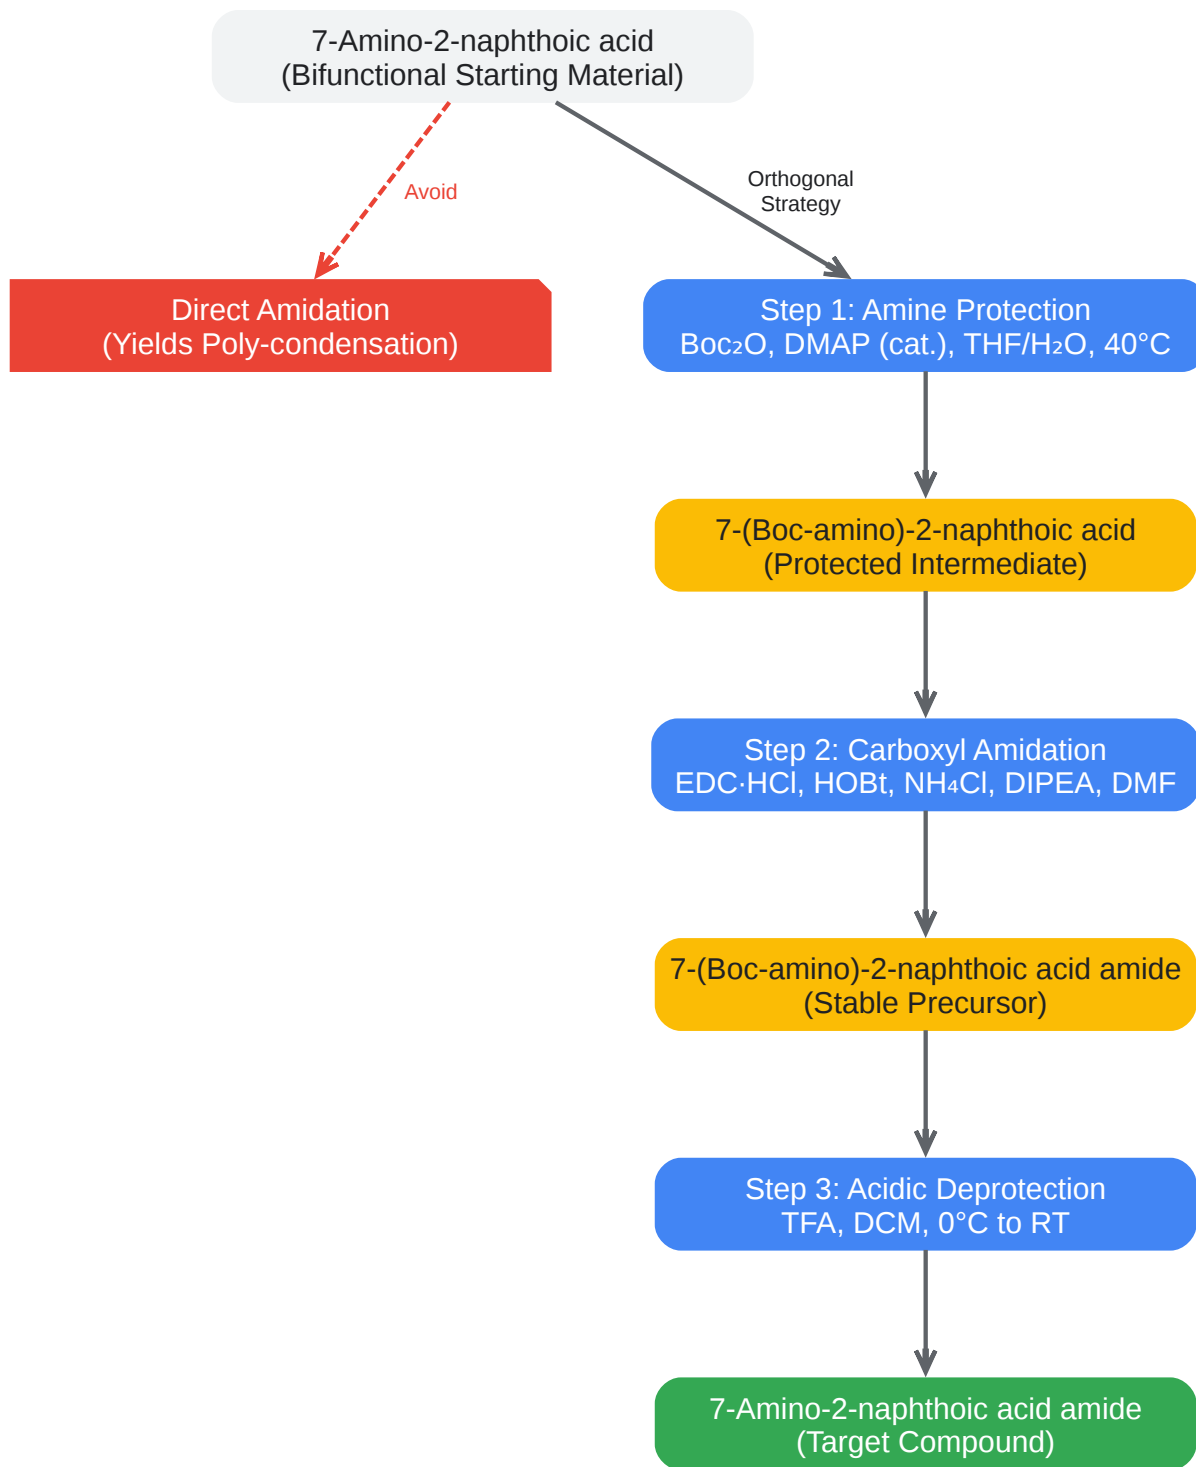 7-Amino-2-naphthoic acid
(Bifunctional Starting Material)
Avoid
Orthogonal
Strategy
Direct Amidation
(Yields Poly-condensation)
Step 1: Amine Protection
Boc₂O, DMAP (cat.), THF/H₂O, 40°C
7-(Boc-amino)-2-naphthoic acid
(Protected Intermediate)
Step 2: Carboxyl Amidation
EDC·HCl, HOBt, NH₄Cl, DIPEA, DMF
7-(Boc-amino)-2-naphthoic acid amide
(Stable Precursor)
Step 3: Acidic Deprotection
TFA, DCM, 0°C to RT
7-Amino-2-naphthoic acid amide
(Target Compound)